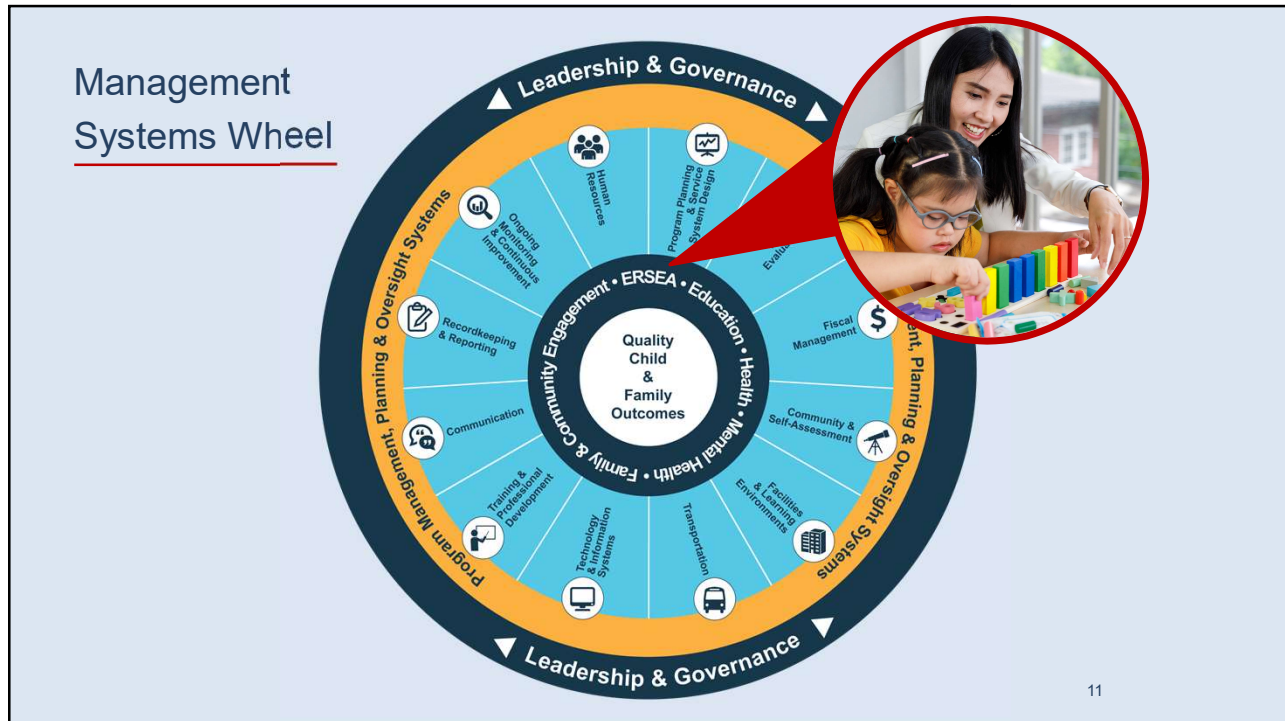 Management
Systems Wheel
Leadership & Governance
Program Management, Planning & Oversight Systems
Human
Resources
Program Planning
& Service
System Design
Fiscal
Management
Community &
Self-Assessment
Facilities
& Learning
Environments
Transportation
Technology
& Information
Systems
Training &
Professional
Development
Communication
Recordkeeping
& Reporting
Ongoing
Monitoring
& Continuous
Improvement
Family & Community Engagement • ERSEA • Education • Health • Mental Health •
Quality
Child
&
Family
Outcomes
Planning & Oversight Systems
Leadership & Governance
11